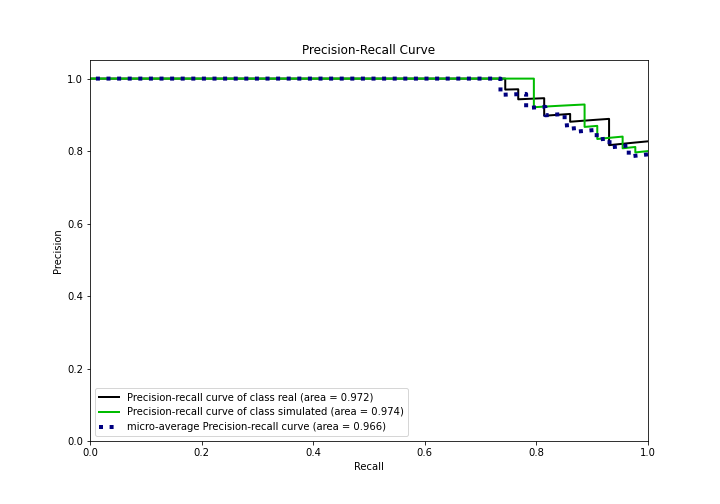 Precision-Recall Curve
1.0
0.8
0.6
0.4
0.2
0.0
Precision
Precision-recall curve of class real (area = 0.972)
Precision-recall curve of class simulated (area = 0.974)
micro-average Precision-recall curve (area = 0.966)
0.0 0.2 0.4 0.6 0.8 1.0
Recall